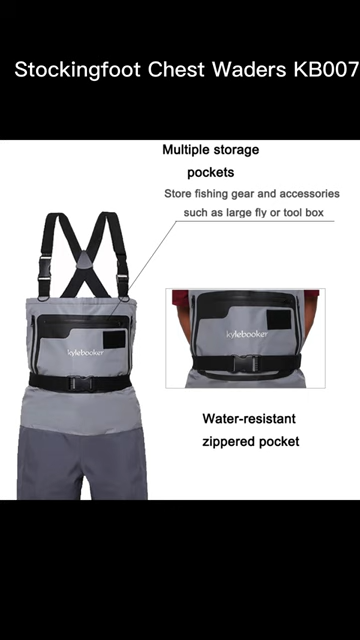 Stockingfoot Chest Waders KB007
Multiple storage
pockets
Store fishing gear and accessories
such as large fly or tool box
kylebooker
kylebooker
Water-resistant
zippered pocket